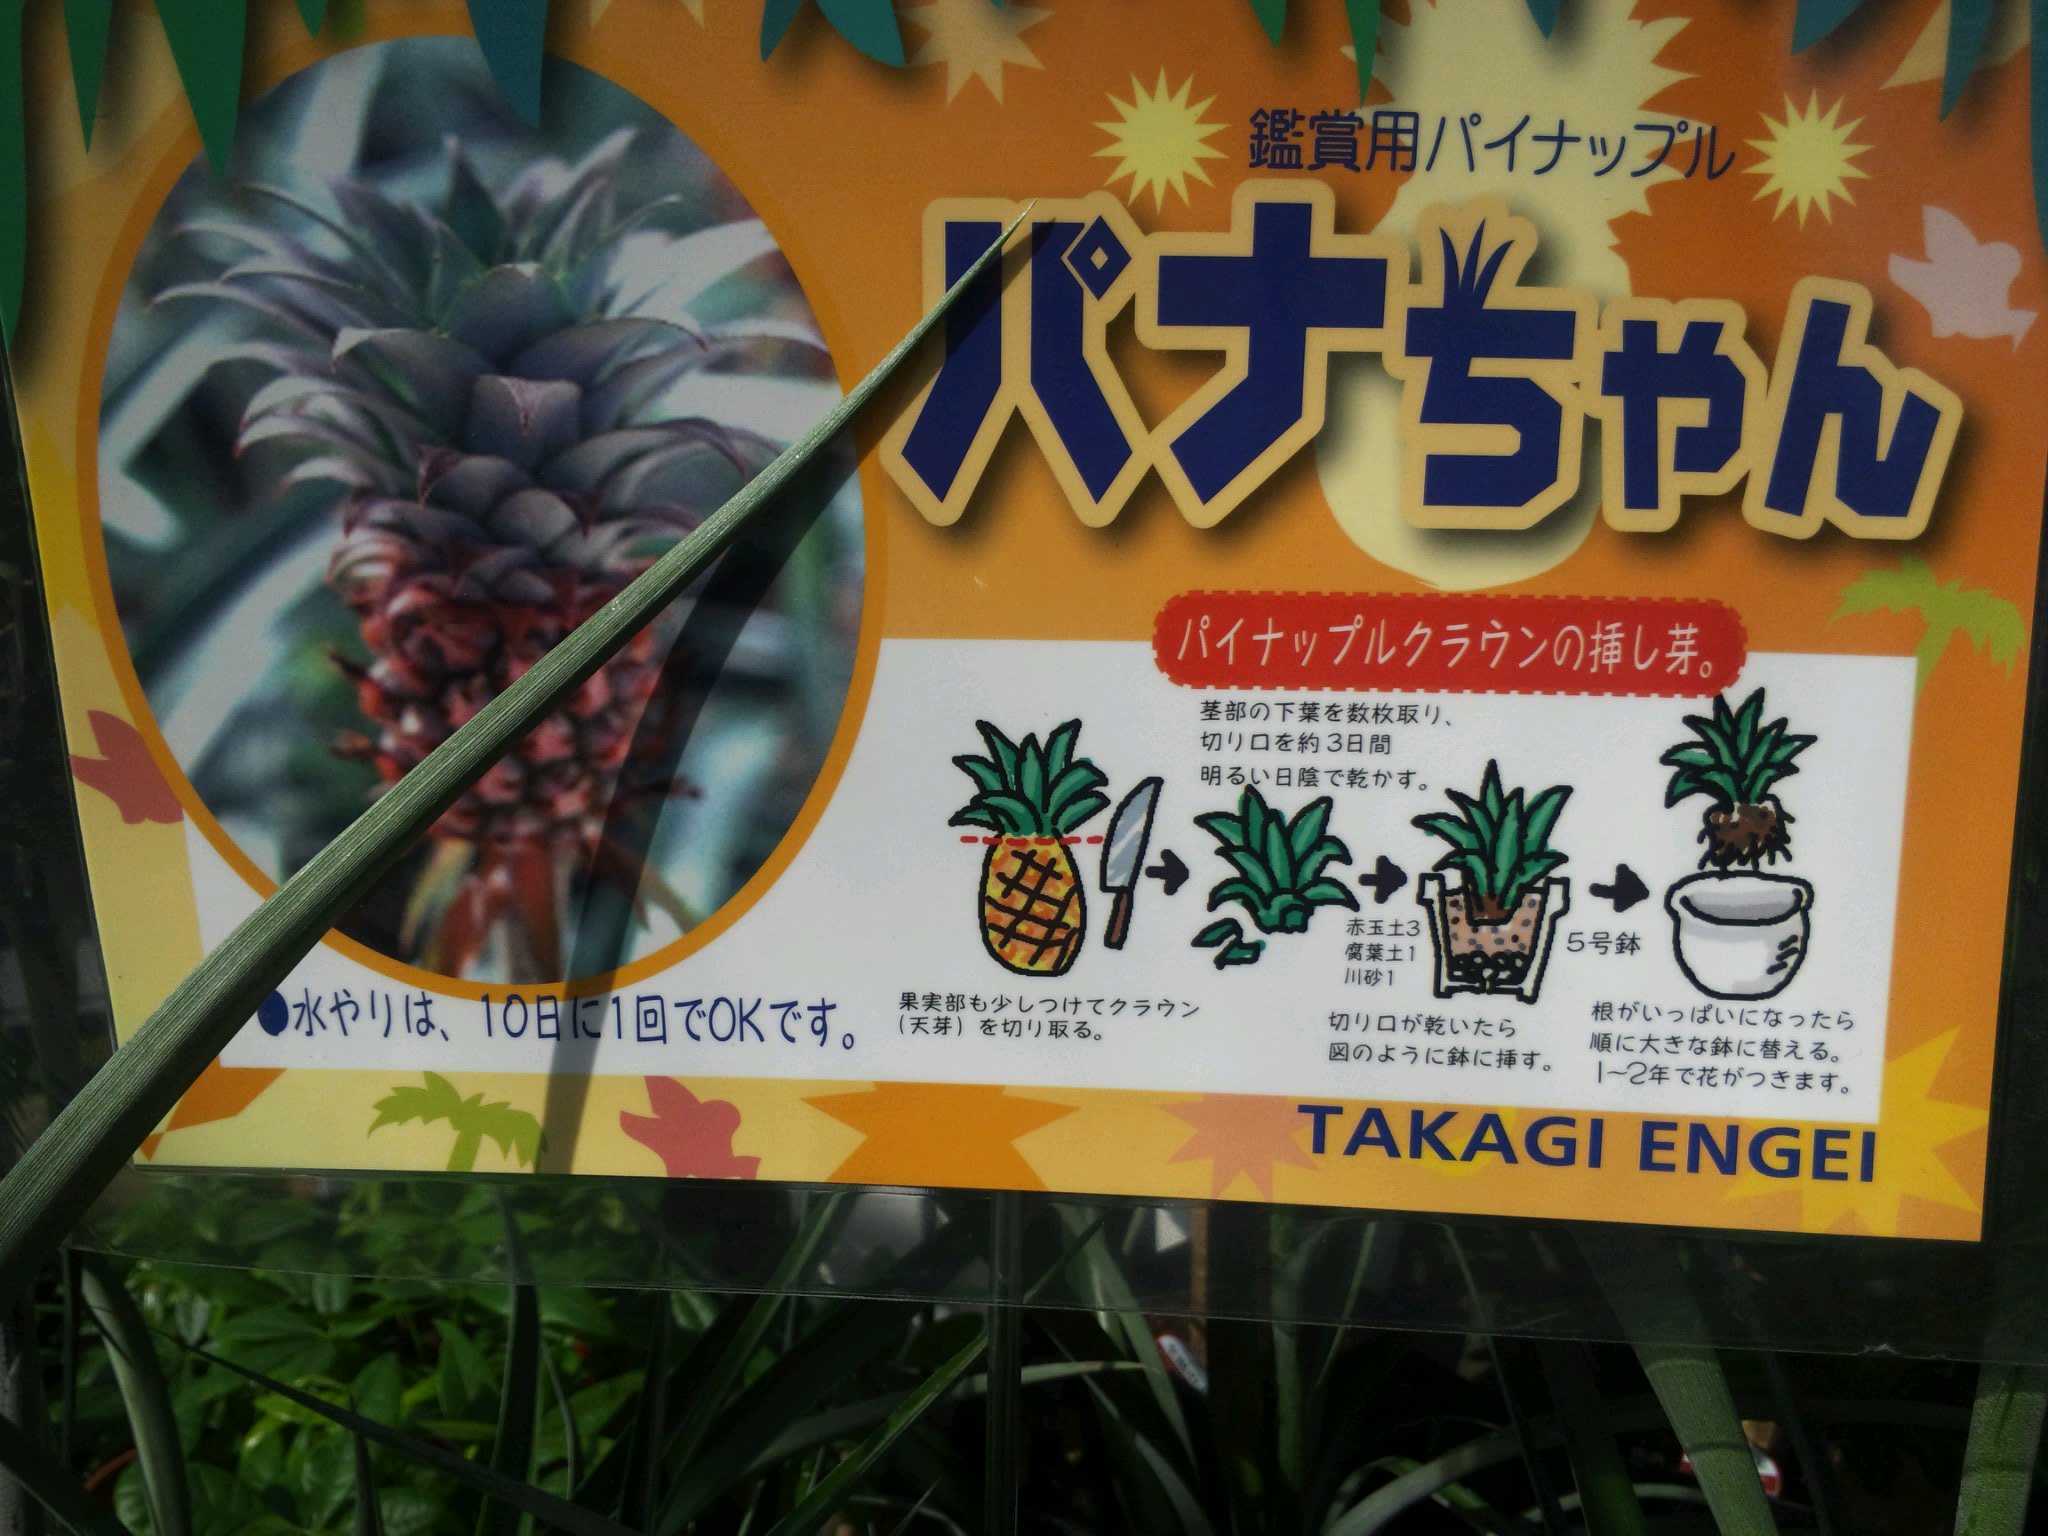 鑑賞用パイナップル
パナちゃん
パイナップルクラウンの挿し芽。
茎部の下葉を数枚取り、
切り口を約3日間
明るい日陰で乾かす。
赤玉土3
腐葉土1
川砂1
5号鉢
果実部も少しつけてクラウン
(天芽)を切り取る。
切り口が乾いたら
図のように鉢に挿す。
根がいっぱいになったら
順に大きな鉢に替える。
1〜2年で花がつきます。
●水やりは、10日に1回でOKです。
TAKAGI ENGEI